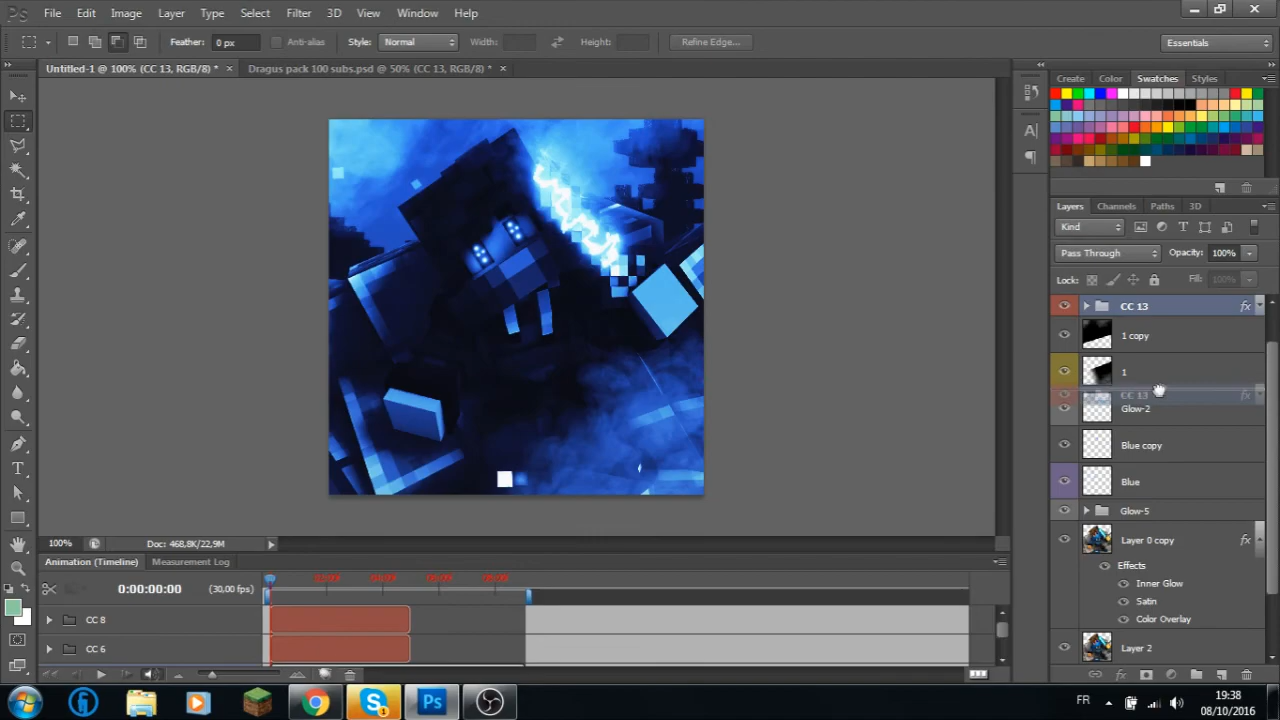 Ps File Edit Image Layer Type Select Filter 3D View Window Help
Feather: 0 px Anti-alias Style: Normal Width: Height: Refine Edge... Essentials
Untitled-1 @ 100% (CC 13, RGB/8) * × Dragus pack 100 subs.psd @ 50% (CC 13, RGB/8) * ×
Create Color Swatches Styles
Layers Channels Paths 3D
Kind
Pass Through Opacity: 100%
Lock: Fill: 100%
CC 13 fx
1 copy
1
CC 13 fx
Glow-2
Blue copy
Blue
Glow-5
Layer 0 copy fx
Effects
Inner Glow
Satin
Color Overlay
Layer 2
100% Doc: 468,8K/22,9M
Animation (Timeline) Measurement Log
0:00:00:00 (30,00 fps)
CC 8
CC 6
Ps FR 19:38
08/10/2016